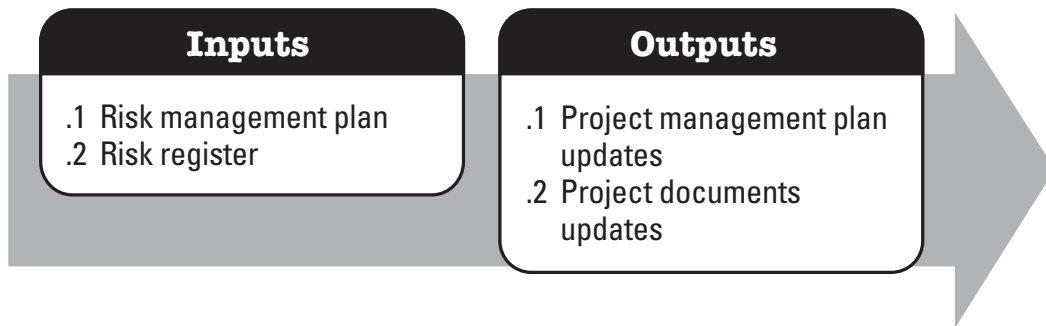 Inputs
.1 Risk management plan
.2 Risk register
Outputs
.1 Project management plan
updates
.2 Project documents
updates